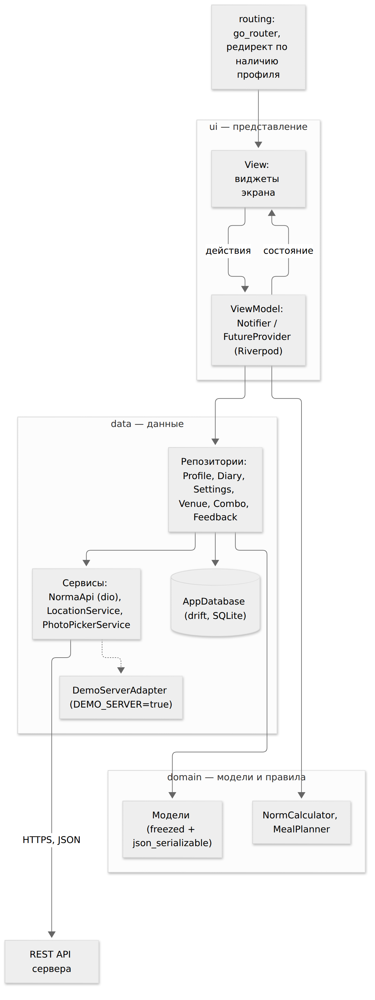 routing:
go_router,
редирект по
наличию
профиля
ui — представление
View:
виджеты
экрана
действия
состояние
ViewModel:
Notifier /
FutureProvider
(Riverpod)
data — данные
Репозитории:
Profile, Diary,
Settings,
Venue, Combo,
Feedback
Сервисы:
NormaApi (dio),
LocationService,
PhotoPickerService
AppDatabase
(drift, SQLite)
DemoServerAdapter
(DEMO_SERVER=true)
domain — модели и правила
Модели
(freezed +
json_serializable)
NormCalculator,
MealPlanner
HTTPS, JSON
REST API
сервера